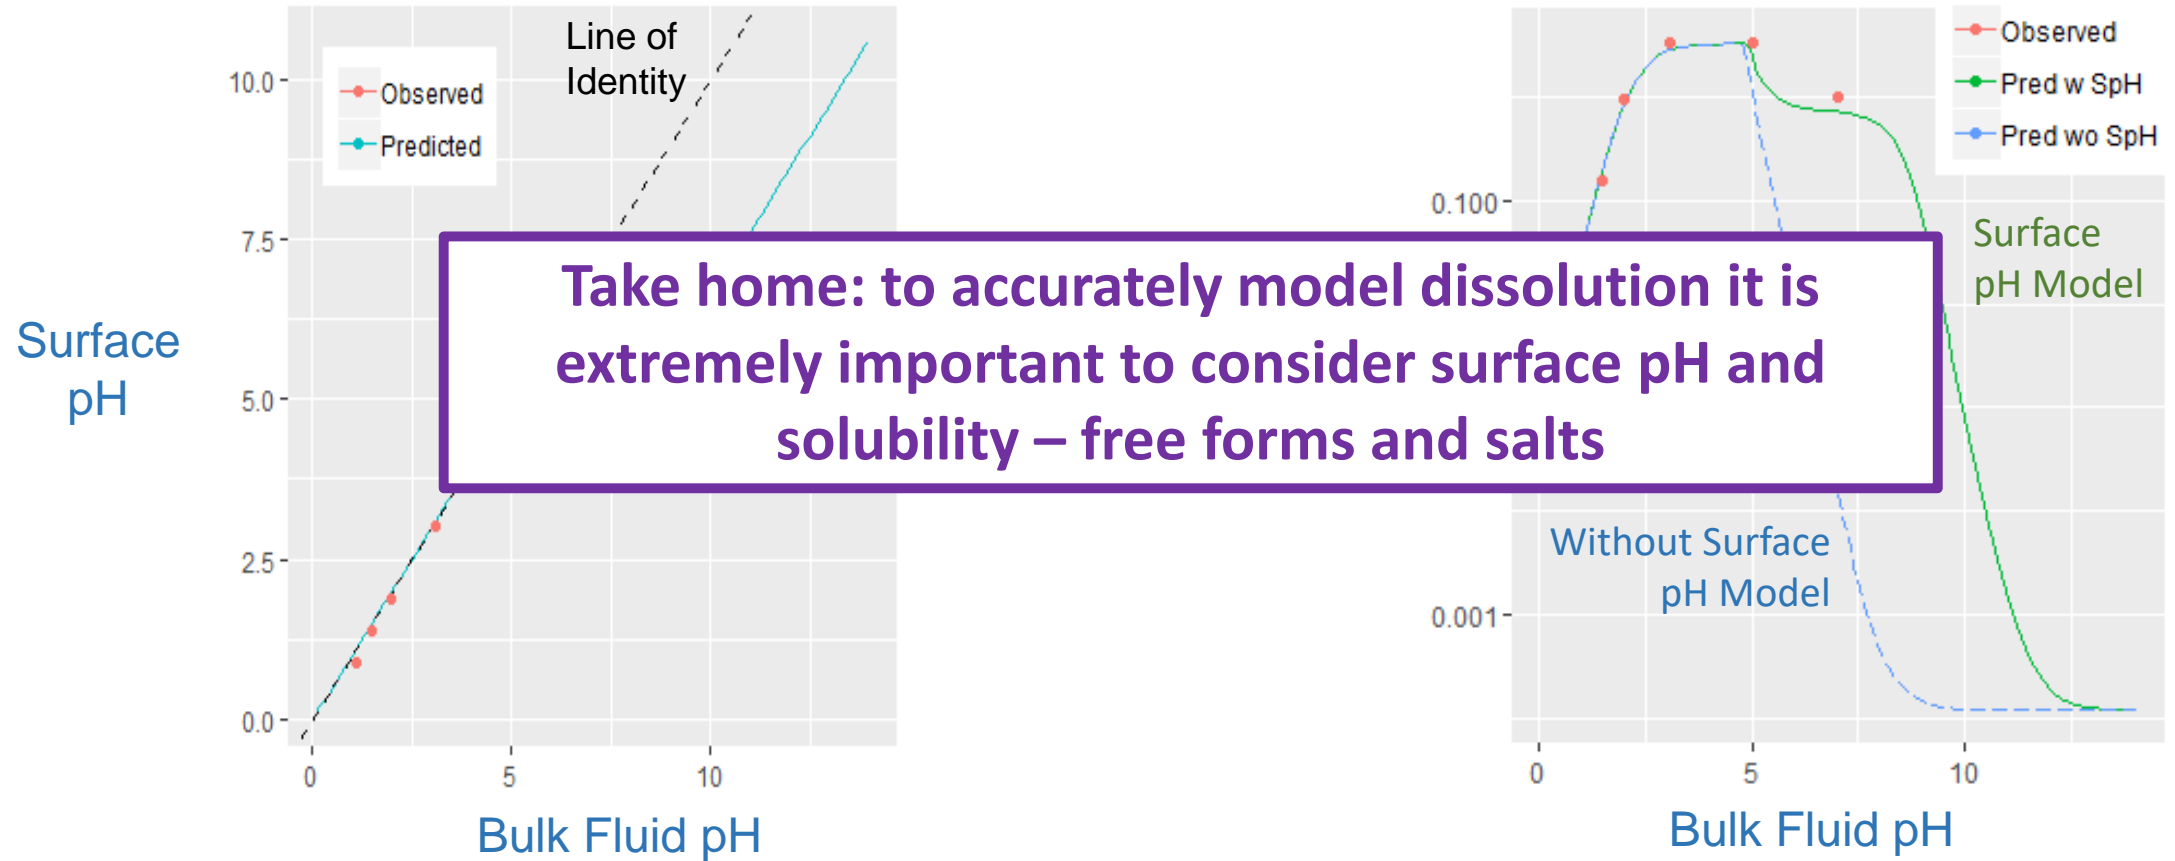 Line of
Identity
Observed
Predicted
10.0
7.5
5.0
2.5
0.0
0
5
10
Surface
pH
Bulk Fluid pH
Take home: to accurately model dissolution it is
extremely important to consider surface pH and
solubility – free forms and salts
Observed
Pred w SpH
Pred wo SpH
0.100
0.001
Surface
pH Model
Without Surface
pH Model
0
5
10
Bulk Fluid pH